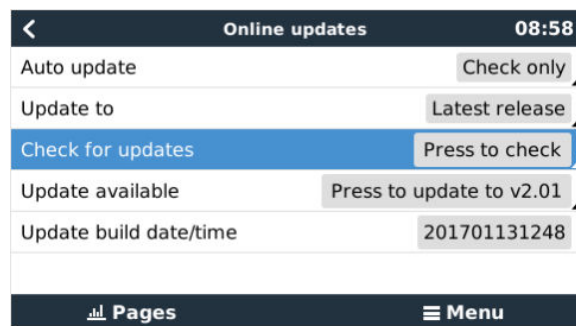 Online updates 08:58
Auto update Check only
Update to Latest release
Check for updates Press to check
Update available Press to update to v2.01
Update build date/time 201701131248
Pages Menu